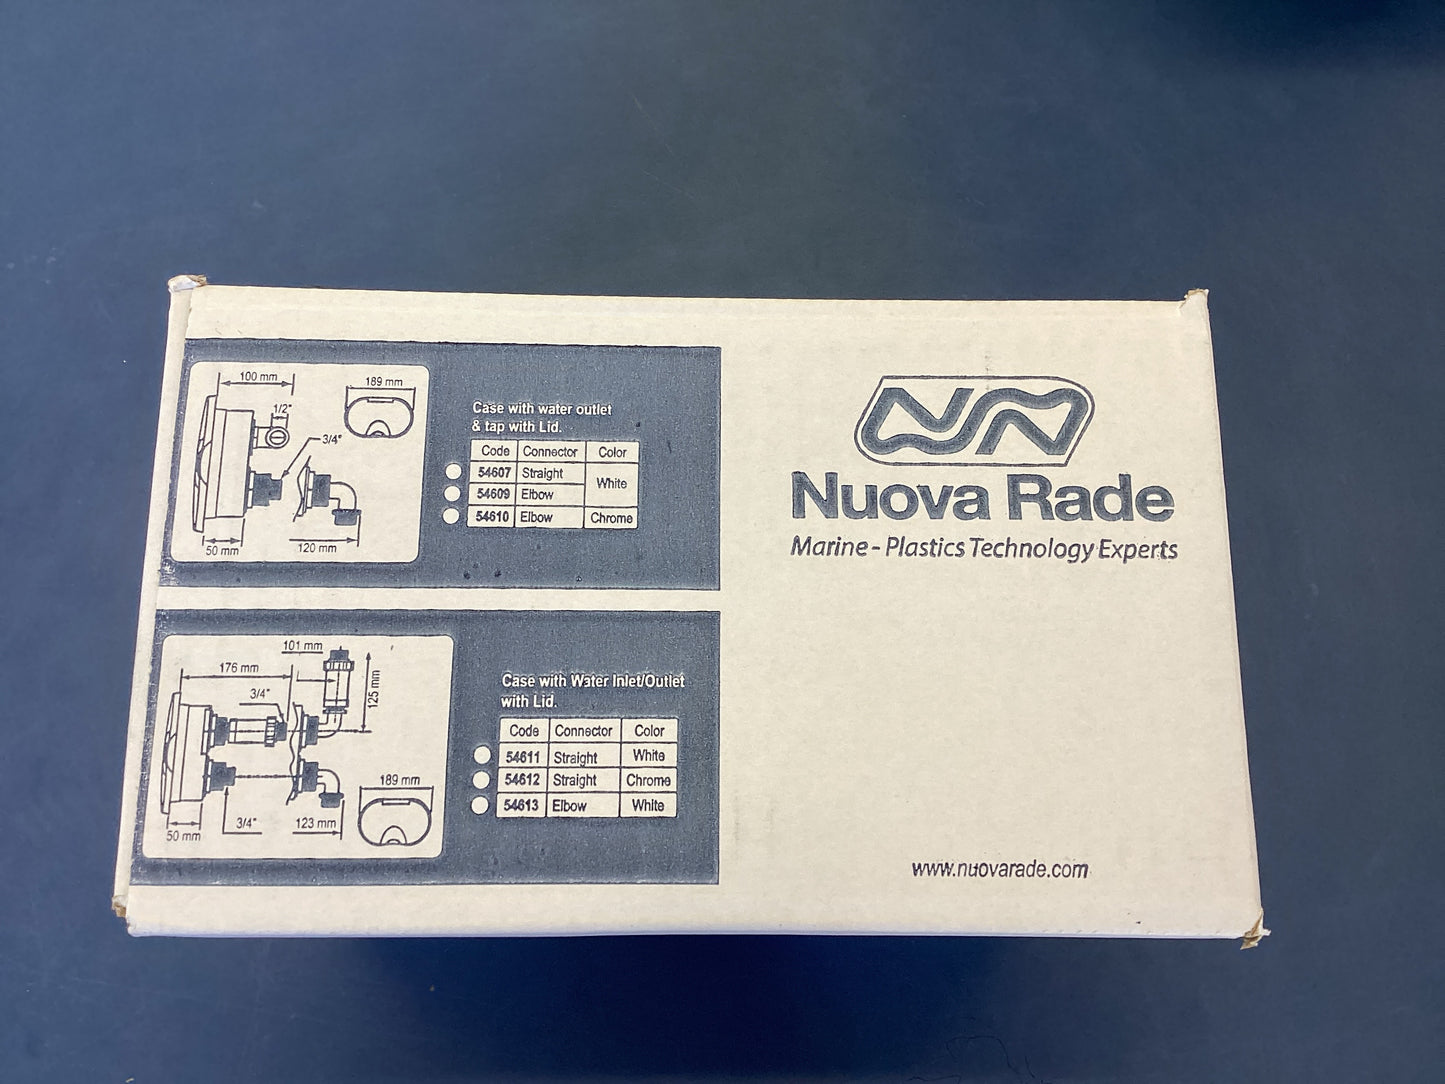 100 mm
189 mm
1/2"
3/4"
50 mm
120 mm
Case with water outlet
& tap with Lid.
Code Connector Color
54607 Straight White
54609 Elbow
54610 Elbow Chrome
101 mm
176 mm
125 mm
3/4"
189 mm
50 mm
3/4"
123 mm
Case with Water Inlet/Outlet
with Lid.
Code Connector Color
54611 Straight White
54612 Straight Chrome
54613 Elbow White
Nuova Rade
Marine - Plastics Technology Experts
www.nuovarade.com